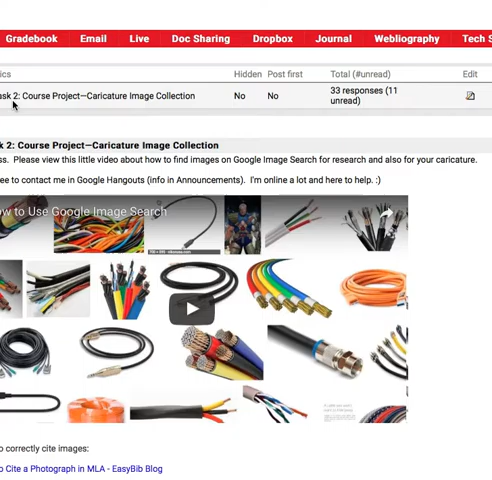 Gradebook Email Live Doc Sharing Dropbox Journal Webliography Tech S
ics Hidden Post first Total (#unread) Edit
ask 2: Course Project—Caricature Image Collection No No 33 responses (11
unread)
k 2: Course Project—Caricature Image Collection
ss. Please view this little video about how to find images on Google Image Search for research and also for your caricature.
ree to contact me in Google Hangouts (info in Announcements). I'm online a lot and here to help. :)
ow to Use Google Image Search
o correctly cite images:
o Cite a Photograph in MLA - EasyBib Blog